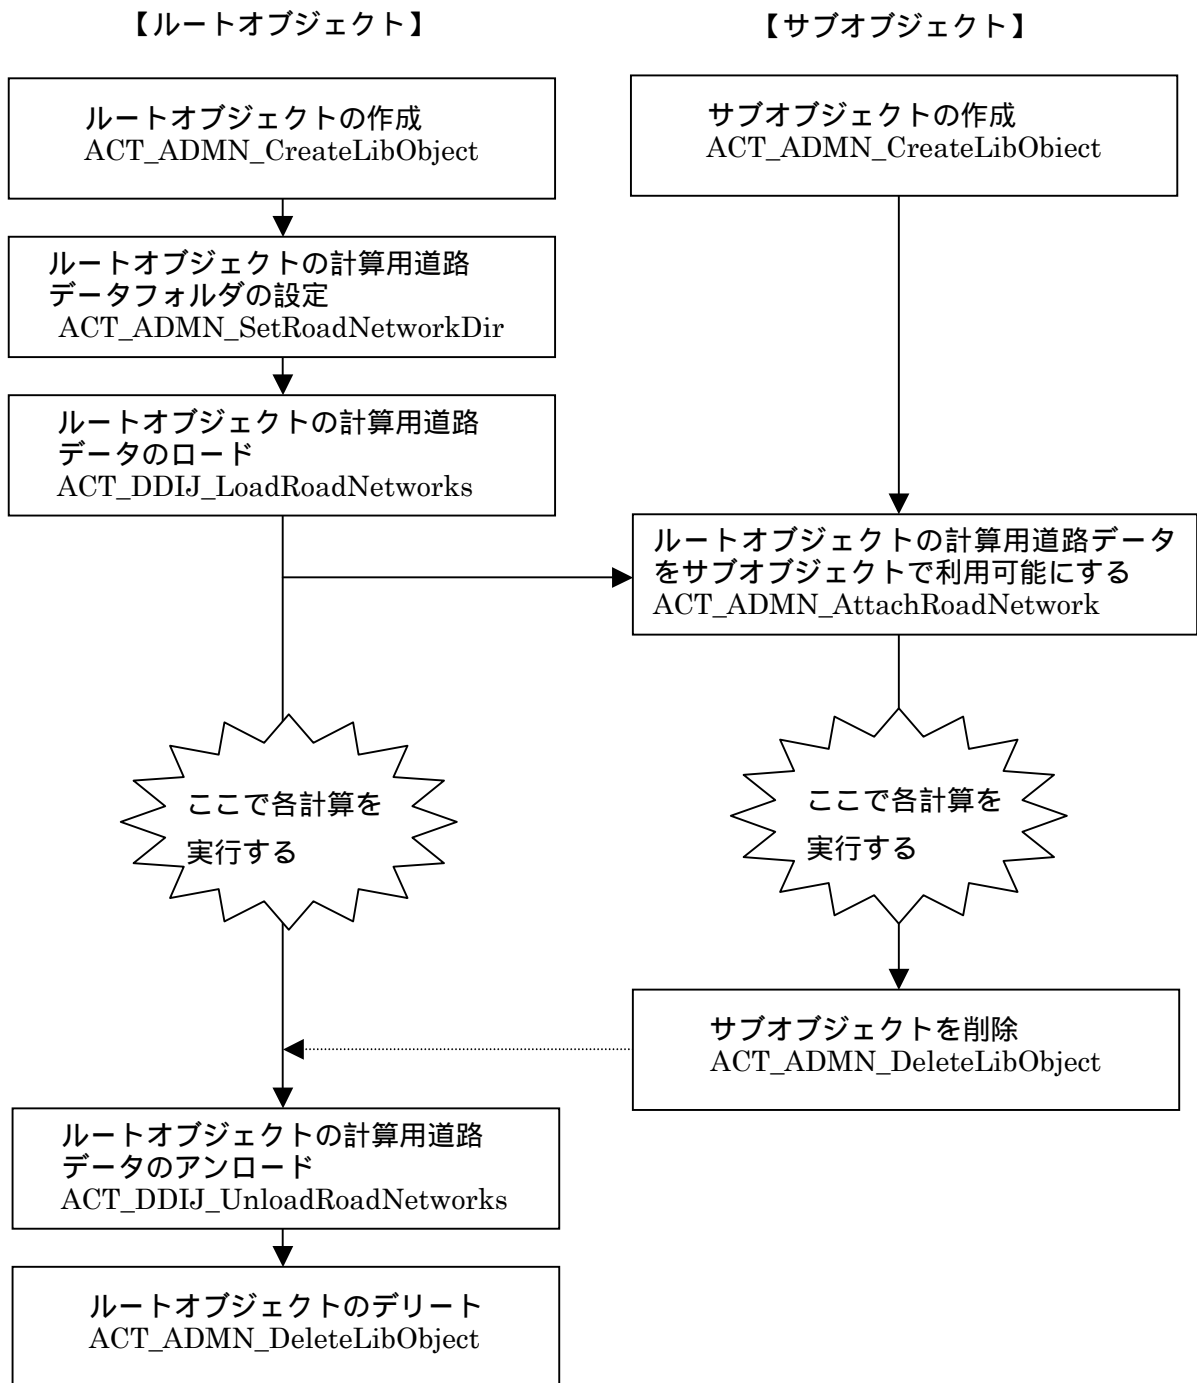 【ルートオブジェクト】
【サブオブジェクト】
ルートオブジェクトの作成
ACT_ADMN_CreateLibObject
サブオブジェクトの作成
ACT_ADMN_CreateLibObiect
ルートオブジェクトの計算用道路
データフォルダの設定
ACT_ADMN_SetRoadNetworkDir
ルートオブジェクトの計算用道路
データのロード
ACT_DDIJ_LoadRoadNetworks
ルートオブジェクトの計算用道路データ
をサブオブジェクトで利用可能にする
ACT_ADMN_AttachRoadNetwork
ここで各計算を
実行する
ここで各計算を
実行する
サブオブジェクトを削除
ACT_ADMN_DeleteLibObject
ルートオブジェクトの計算用道路
データのアンロード
ACT_DDIJ_UnloadRoadNetworks
ルートオブジェクトのデリート
ACT_ADMN_DeleteLibObject